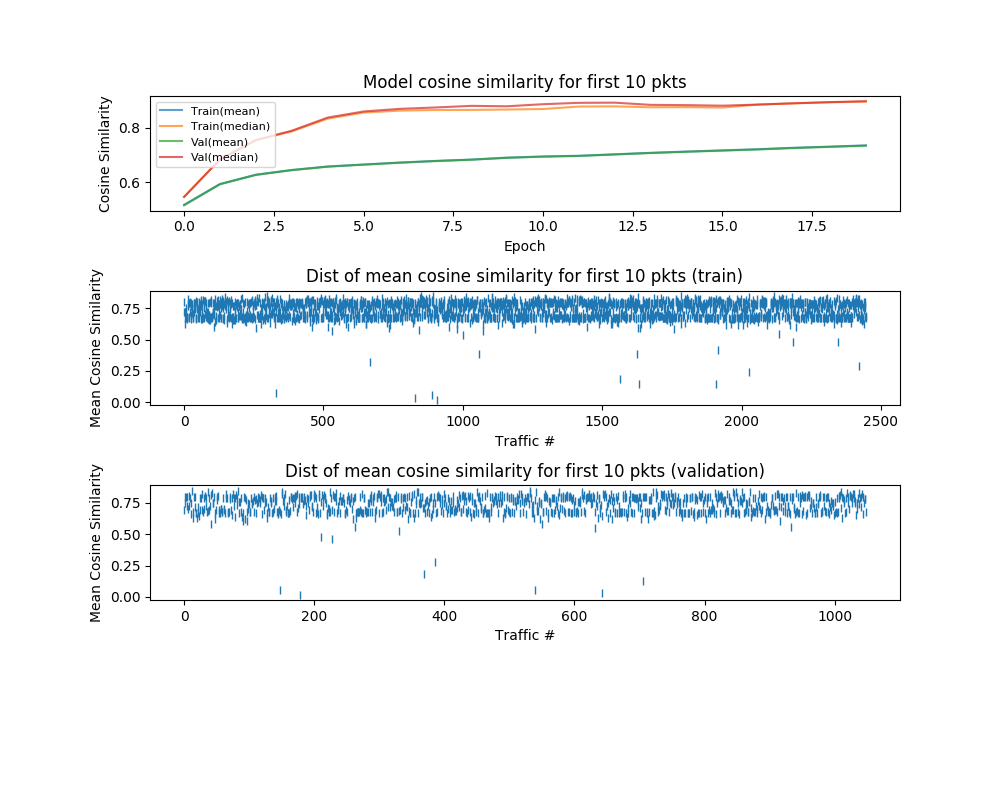 Model cosine similarity for first 10 pkts
Cosine Similarity
0.8
0.6
Train(mean)
Train(median)
Val(mean)
Val(median)
0.0 2.5 5.0 7.5 10.0 12.5 15.0 17.5
Epoch
Dist of mean cosine similarity for first 10 pkts (train)
Mean Cosine Similarity
0.75
0.50
0.25
0.00
0 500 1000 1500 2000 2500
Traffic #
Dist of mean cosine similarity for first 10 pkts (validation)
Mean Cosine Similarity
0.75
0.50
0.25
0.00
0 200 400 600 800 1000
Traffic #